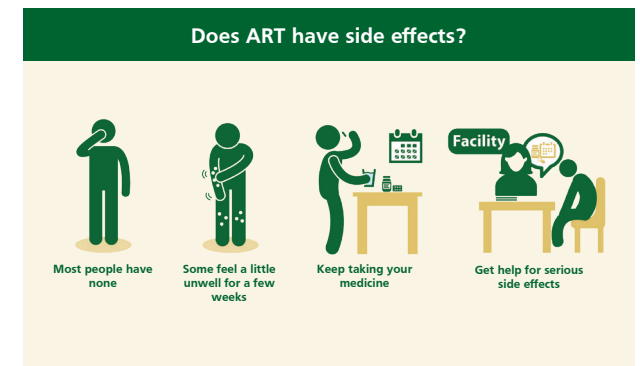 Does ART have side effects?
Facility
Most people have
none
Some feel a little
unwell for a few
weeks
Keep taking your
medicine
Get help for serious
side effects